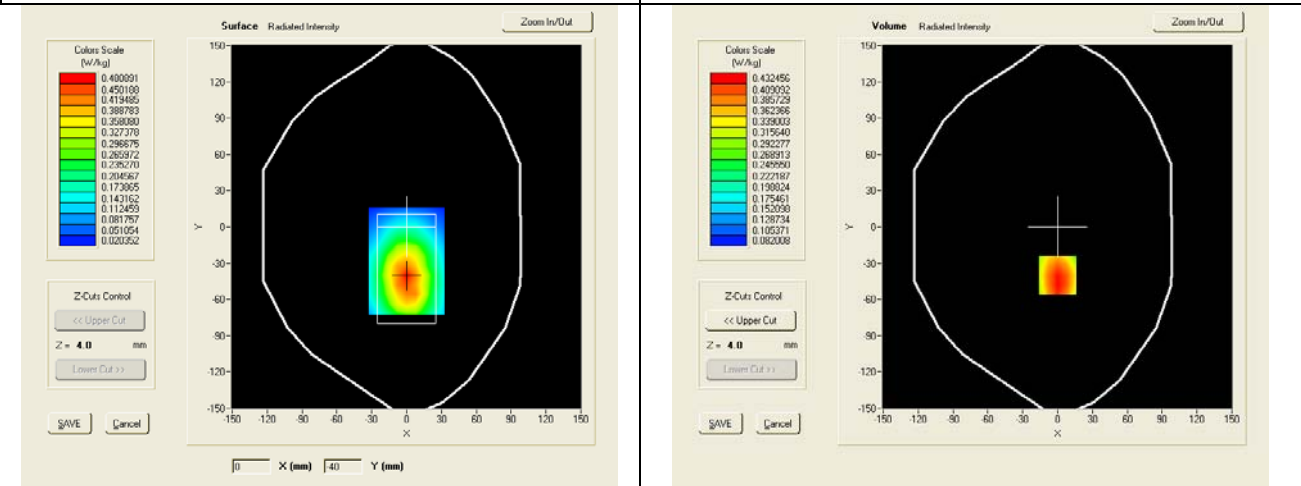 Surface Radiated Intensity
Zoom In/Out
Colors Scale
(W/kg)
0.450188
0.419485
0.388783
0.358080
0.327378
0.296675
0.265972
0.235270
0.204567
0.173865
0.143162
0.112459
0.081757
0.051054
0.020352
Z-Cuts Control
<< Upper Cut
Z = 4.0 mm
Lower Cut >>
SAVE Cancel
150
120
90
60
30
Y 0
-30
-60
-90
-120
-150
-150 -120 -90 -60 -30 0 30 60 90 120 150
X
0 X (mm) -40 Y (mm)
Volume Radiated Intensity
Zoom In/Out
Colors Scale
(W/kg)
0.432456
0.409092
0.385729
0.362366
0.339003
0.315640
0.292277
0.268913
0.245550
0.222187
0.198824
0.175461
0.152098
0.128734
0.105371
0.082008
Z-Cuts Control
<< Upper Cut
Z = 4.0 mm
Lower Cut >>
SAVE Cancel
150
120
90
60
30
Y 0
-30
-60
-90
-120
-150
-150 -120 -90 -60 -30 0 30 60 90 120 150
X